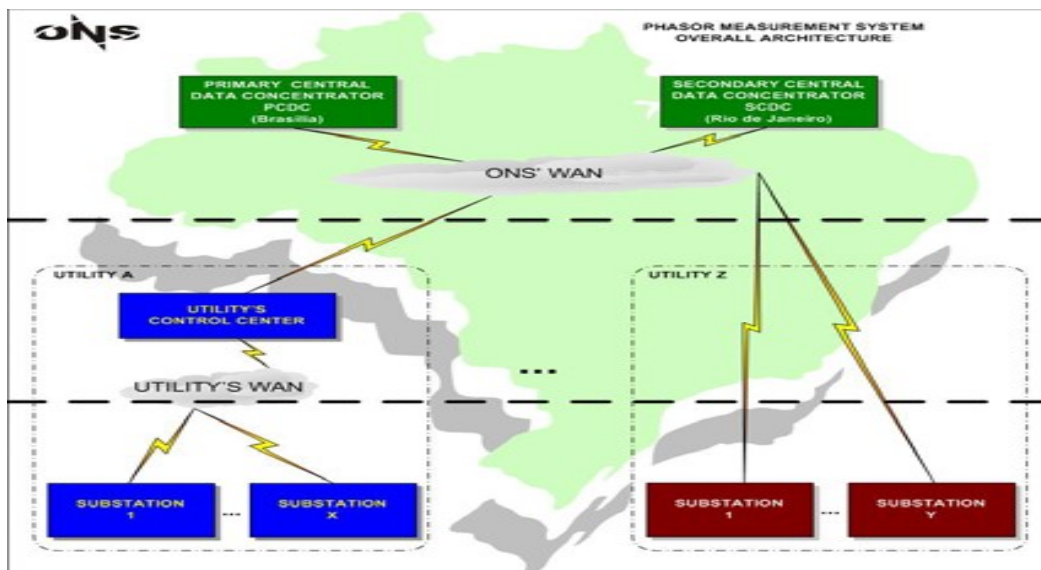 ONS
PHASOR MEASUREMENT SYSTEM
OVERALL ARCHITECTURE
PRIMARY CENTRAL
DATA CONCENTRATOR
PCDC
(Brasília)
SECONDARY CENTRAL
DATA CONCENTRATOR
SCDC
(Rio de Janeiro)
ONS' WAN
UTILITY A
UTILITY'S
CONTROL CENTER
UTILITY'S WAN
SUBSTATION
1
...
SUBSTATION
X
...
UTILITY Z
SUBSTATION
1
...
SUBSTATION
Y